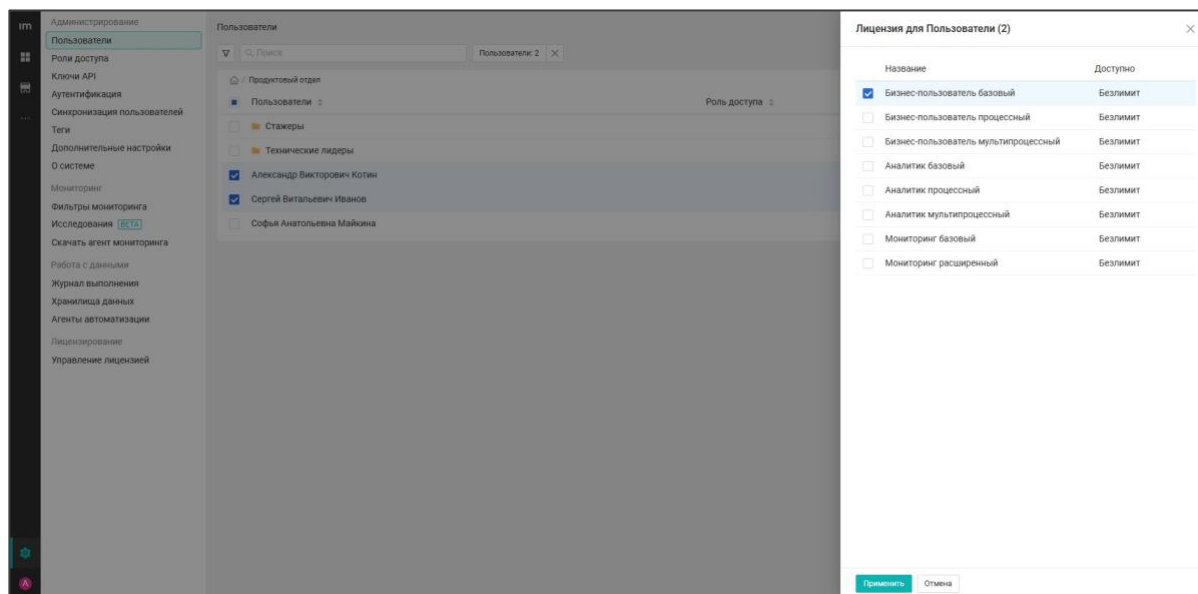 im
Администрирование
Пользователи
Роли доступа
Ключи API
Аутентификация
Синхронизация пользователей
Теги
Дополнительные настройки
О системе
Мониторинг
Фильтры мониторинга
Исследования BETA
Скачать агент мониторинга
Работа с данными
Журнал выполнения
Хранилища данных
Агенты автоматизации
Лицензирование
Управление лицензией
A
Пользователи
Поиск
Пользователи: 2
/ Продуктовый отдел
Пользователи Роль доступа
Стажеры
Технические лидеры
Александр Викторович Котин
Сергей Витальевич Иванов
Софья Анатольевна Майкина
Лицензия для Пользователи (2)
Название Доступно
Бизнес-пользователь базовый Безлимит
Бизнес-пользователь процессный Безлимит
Бизнес-пользователь мультипроцессный Безлимит
Аналитик базовый Безлимит
Аналитик процессный Безлимит
Аналитик мультипроцессный Безлимит
Мониторинг базовый Безлимит
Мониторинг расширенный Безлимит
Применить Отмена